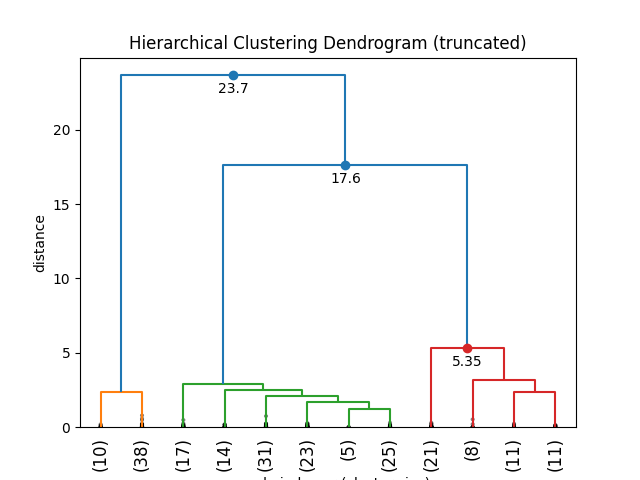 Hierarchical Clustering Dendrogram (truncated)
23.7
17.6
5.35
distance
20
15
10
5
0
(10) (38) (17) (14) (31) (23) (5) (25) (21) (8) (11) (11)